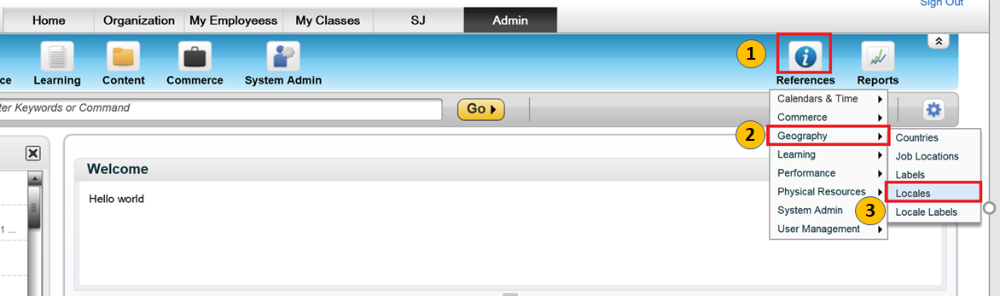 Sign Out
Home
Organization
My Employeess
My Classes
SJ
Admin
ce
Learning
Content
Commerce
System Admin
1
References
Reports
ter Keywords or Command
Go
Calendars & Time
Commerce
2
Geography
Learning
Performance
Physical Resources
System Admin
User Management
Countries
Job Locations
Labels
Locales
3
Locale Labels
Welcome
Hello world
1 ...